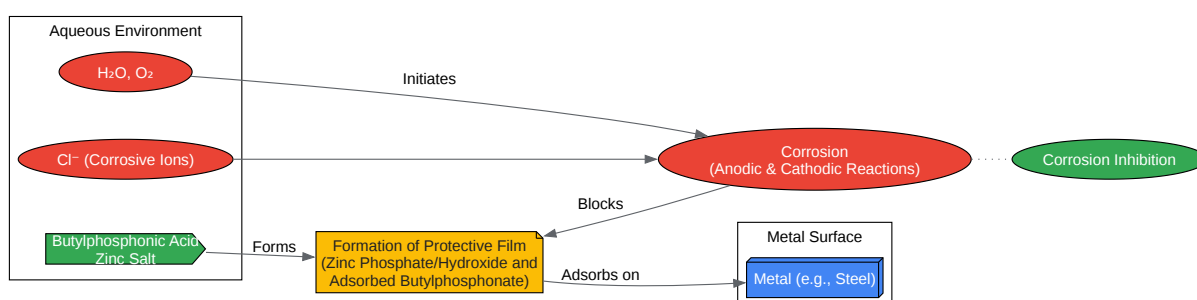 Aqueous Environment
H₂O, O₂
Initiates
Cl⁻ (Corrosive Ions)
Corrosion
(Anodic & Cathodic Reactions)
Corrosion Inhibition
Blocks
Butylphosphonic Acid
Zinc Salt
Forms
Formation of Protective Film
(Zinc Phosphate/Hydroxide and
Adsorbed Butylphosphonate)
Adsorbs on
Metal Surface
Metal (e.g., Steel)